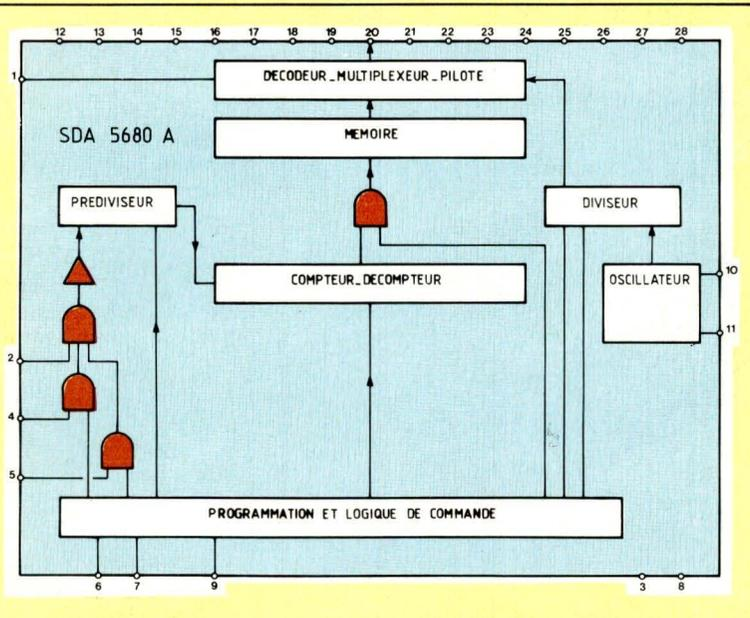 12 13 14 15 16 17 18 19 20 21 22 23 24 25 26 27 28
1
DECODEUR_MULTIPLEXEUR_PILOTE
SDA 5680 A
MEMOIRE
PREDIVISEUR
DIVISEUR
COMPTEUR_DECOMPTEUR
OSCILLATEUR
10
11
2
4
5
PROGRAMMATION ET LOGIQUE DE COMMANDE
6 7 9 3 8